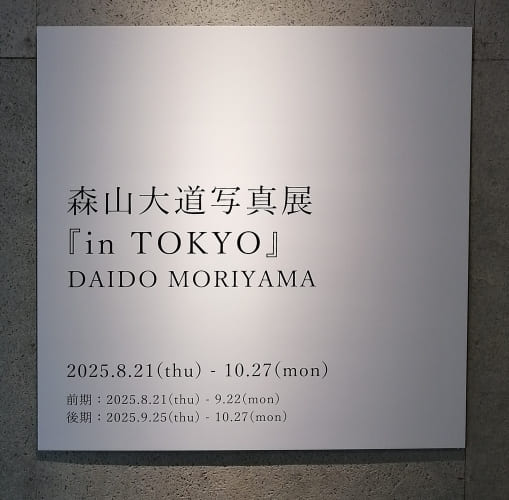 森山大道写真展
『in TOKYO』
DAIDO MORIYAMA
2025.8.21(thu) - 10.27(mon)
前期：2025.8.21(thu) - 9.22(mon)
後期：2025.9.25(thu) - 10.27(mon)